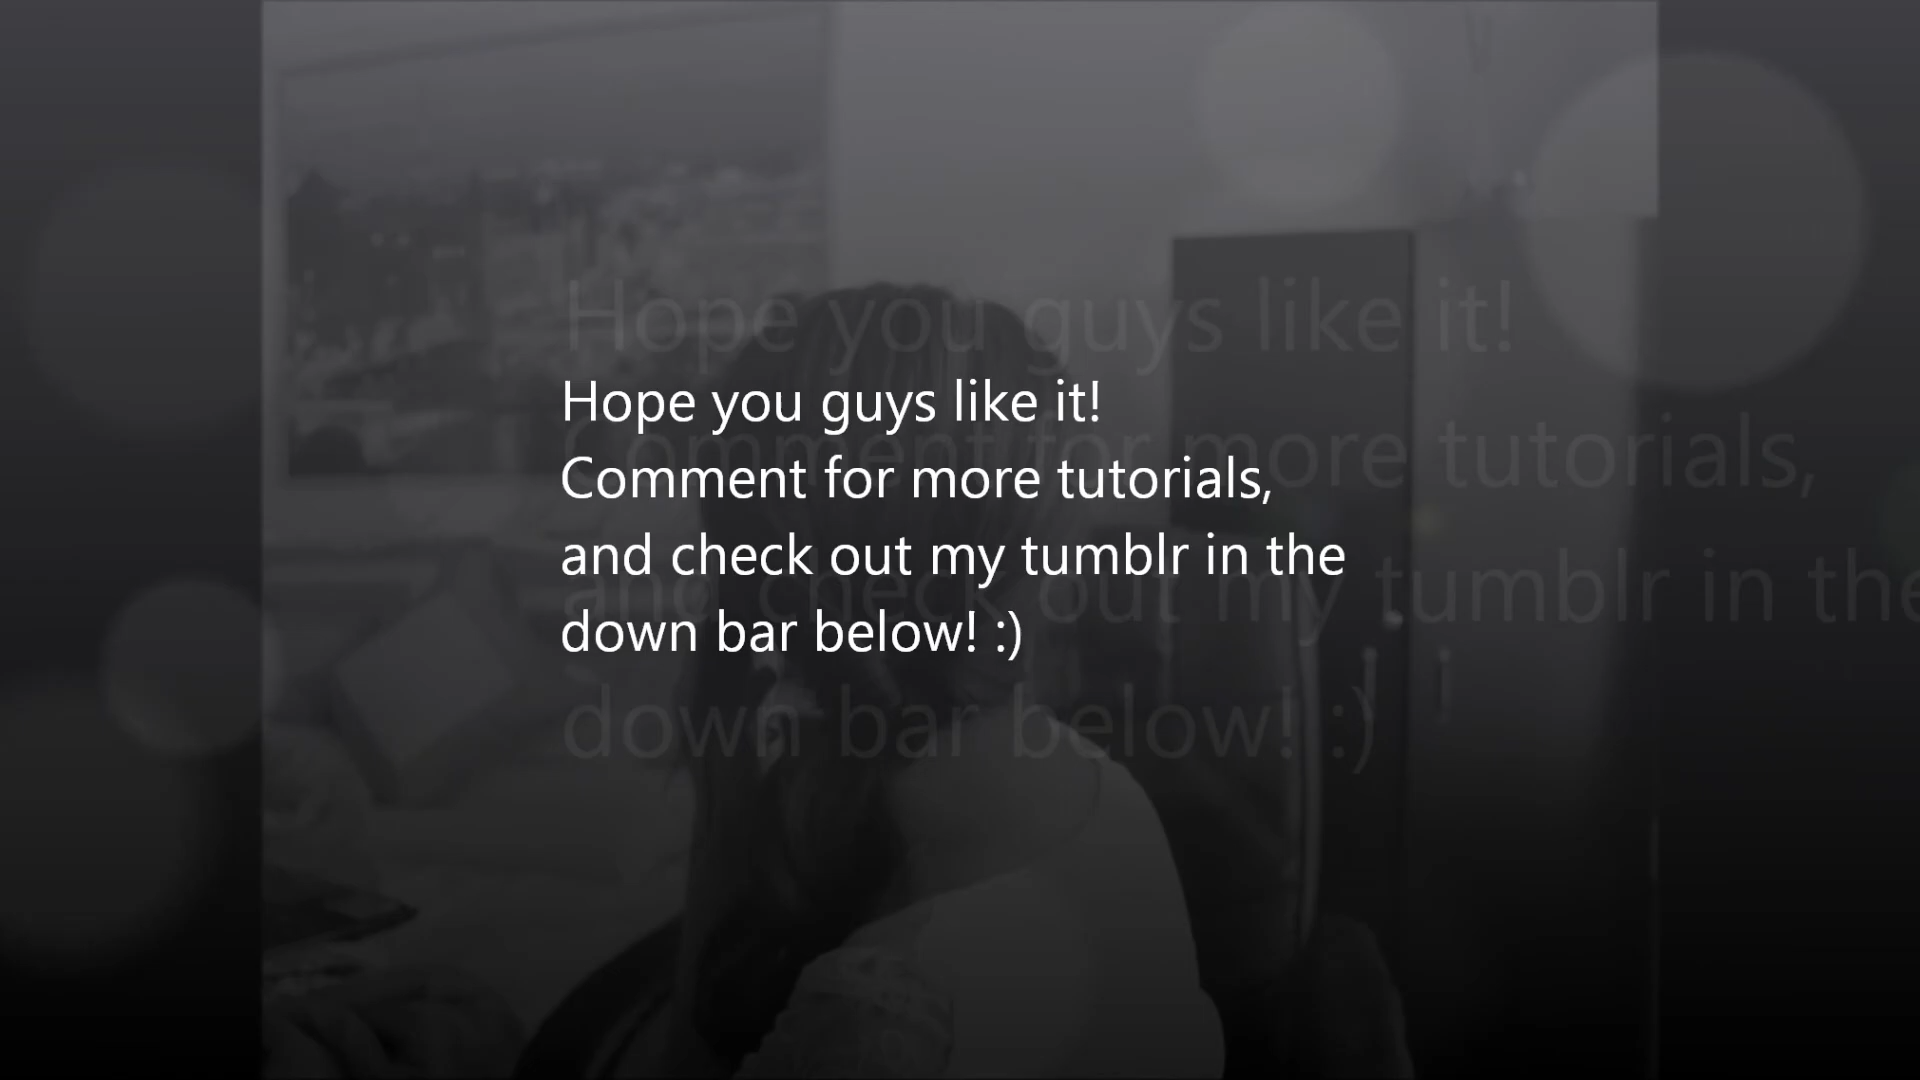 Hope you guys like it!
Comment for more tutorials,
and check out my tumblr in the
down bar below! :)